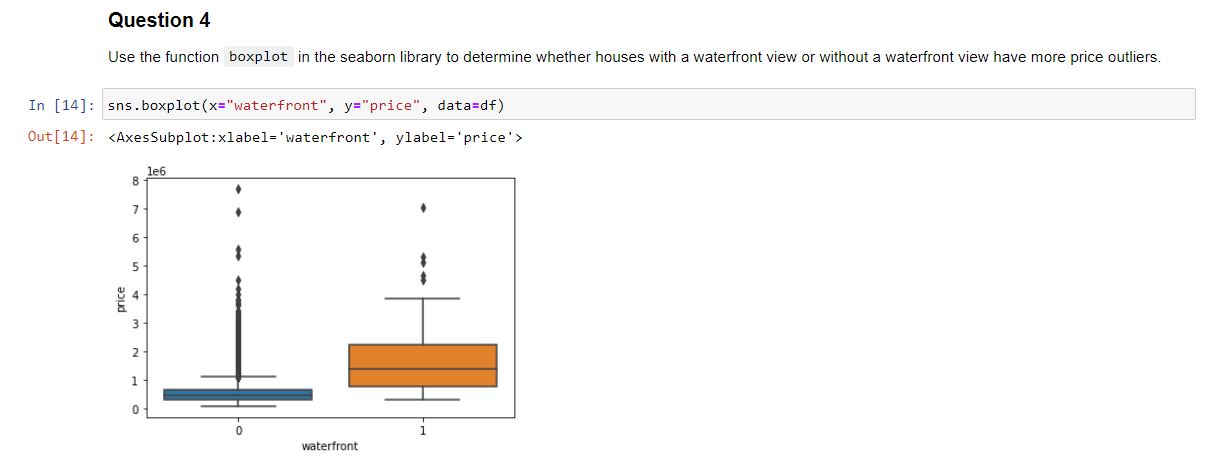 Question 4
Use the function boxplot in the seaborn library to determine whether houses with a waterfront view or without a waterfront view have more price outliers.
In [14]: sns.boxplot(x="waterfront", y="price", data=df)
Out[14]: <AxesSubplot:xlabel='waterfront', ylabel='price'>
1e6
8
7
6
5
4
3
2
1
0
price
0 1
waterfront